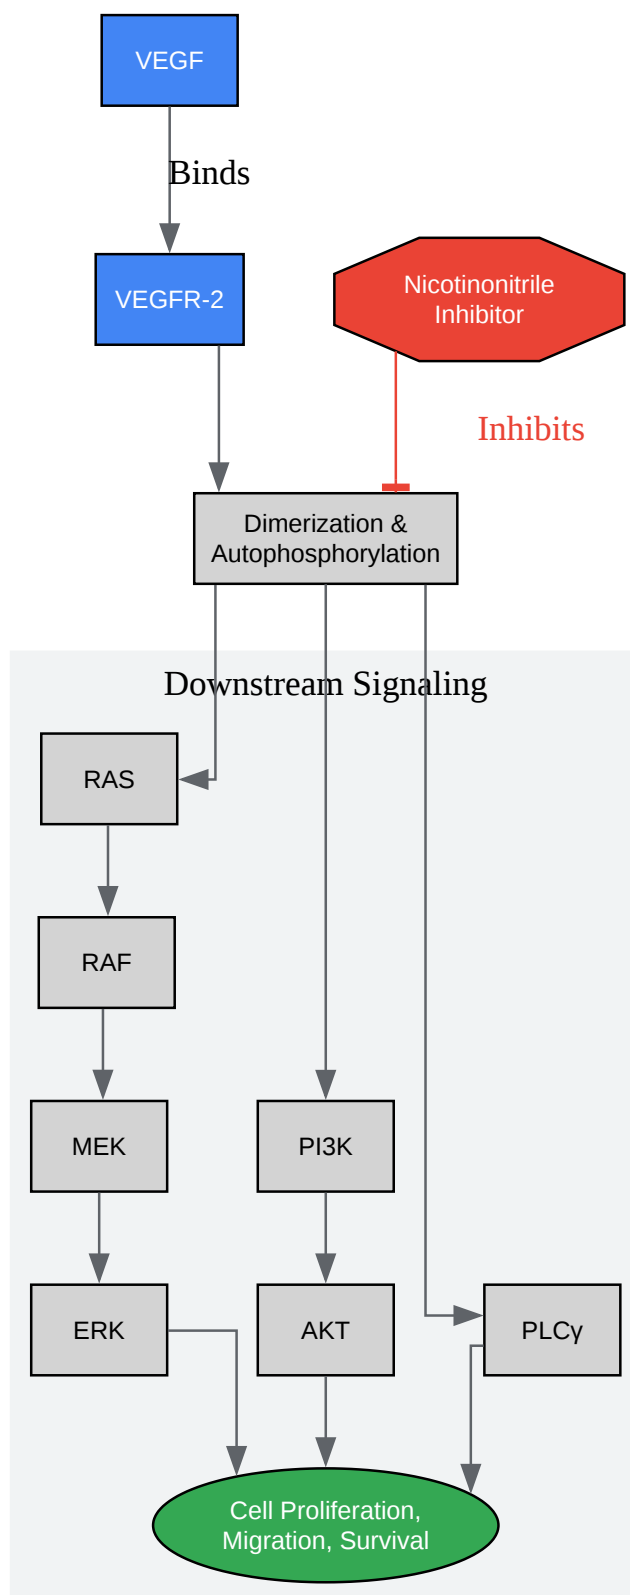 VEGF
Binds
VEGFR-2
Nicotinonitrile
Inhibitor
Inhibits
Dimerization &
Autophosphorylation
Downstream Signaling
RAS
RAF
MEK
PI3K
ERK
AKT
PLCγ
Cell Proliferation,
Migration, Survival